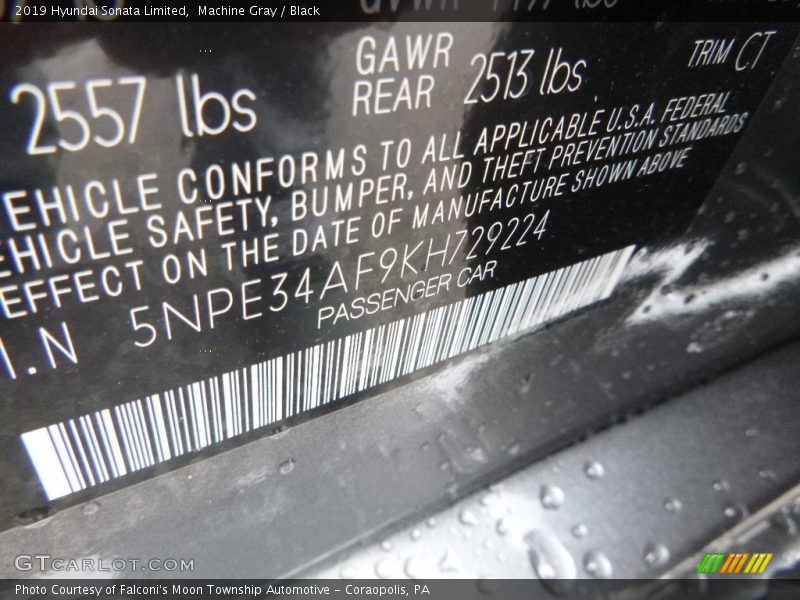 2019 Hyundai Sonata Limited, Machine Gray / Black
2557 lbs
GAWR REAR 2513 lbs
TRIM CT
EHICLE CONFORMS TO ALL APPLICABLE U.S.A. FEDERAL
EHICLE SAFETY, BUMPER, AND THEFT PREVENTION STANDARDS
EFFECT ON THE DATE OF MANUFACTURE SHOWN ABOVE
I.N 5NPE34AF9KH729224
PASSENGER CAR
GTCARLOT.COM
Photo Courtesy of Falconi's Moon Township Automotive - Coraopolis, PA